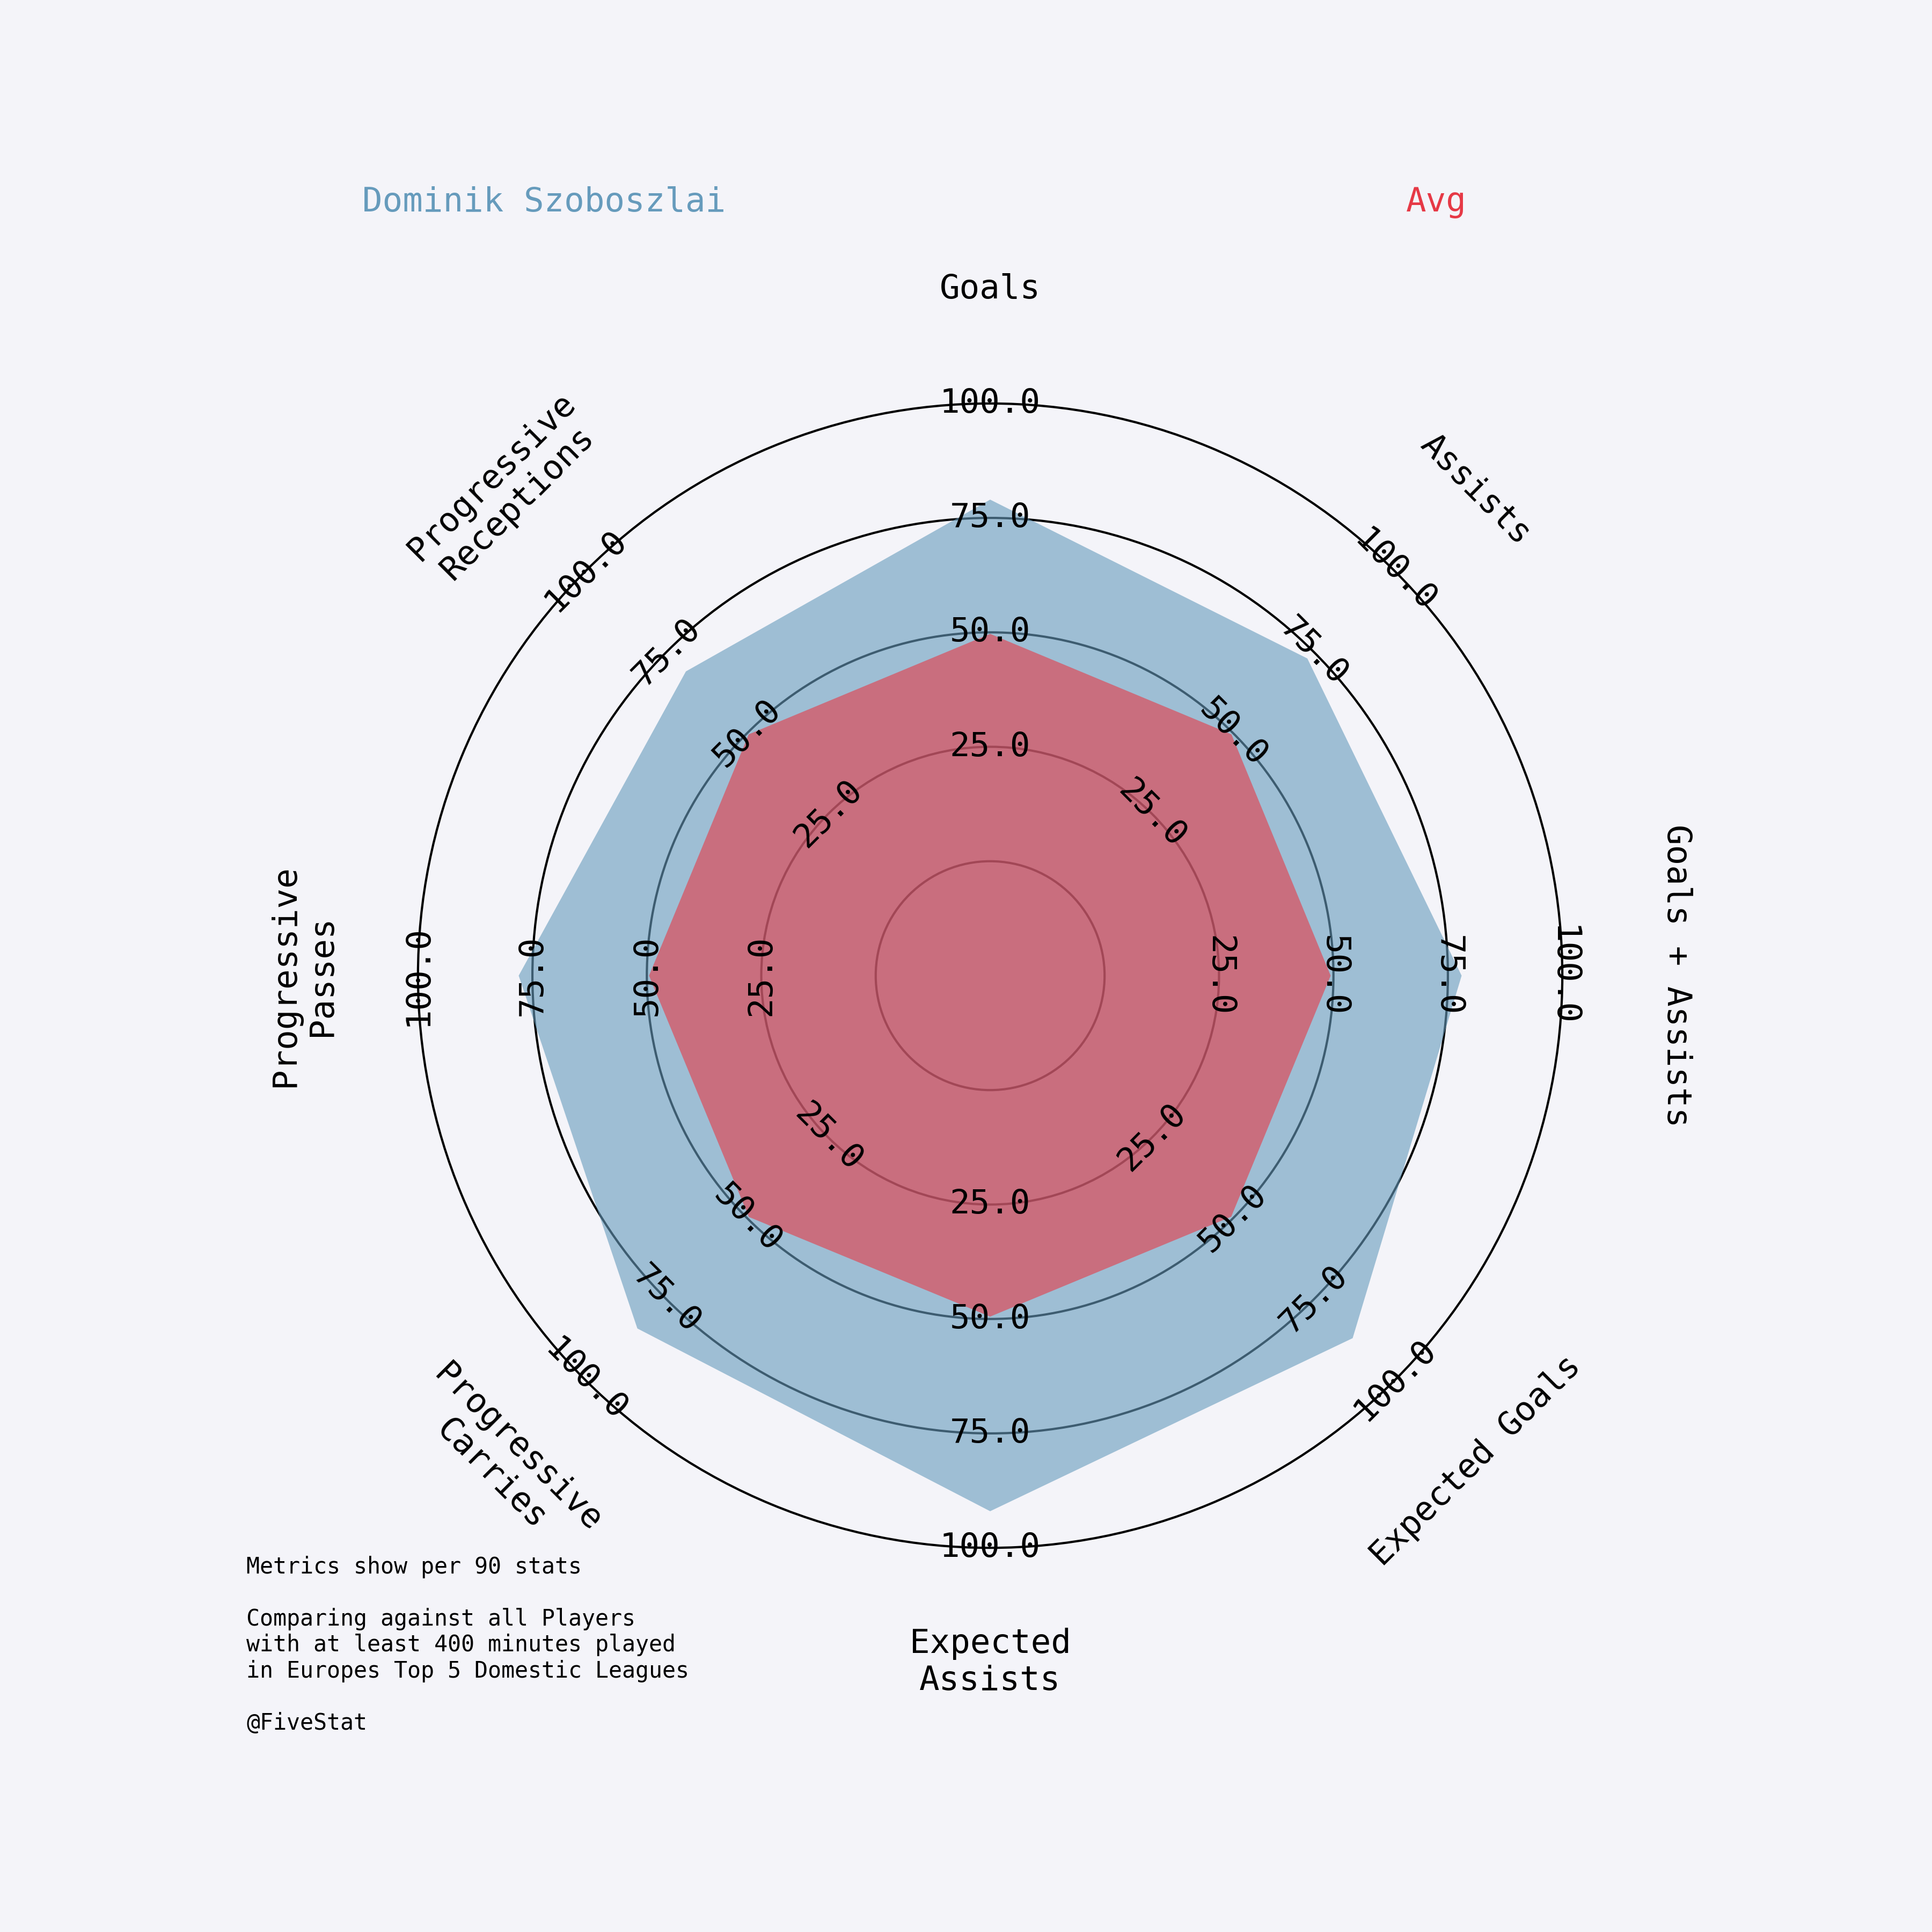 Dominik Szoboszlai
Avg
Goals
Assists
Goals + Assists
Expected Goals
Expected
Assists
Progressive
Carries
Progressive
Passes
Progressive
Receptions
25.0
50.0
75.0
100.0
25.0
50.0
75.0
100.0
25.0
50.0
75.0
100.0
25.0
50.0
75.0
100.0
25.0
50.0
75.0
100.0
25.0
50.0
75.0
100.0
25.0
50.0
75.0
100.0
25.0
50.0
75.0
100.0
Metrics show per 90 stats
Comparing against all Players
with at least 400 minutes played
in Europes Top 5 Domestic Leagues
@FiveStat